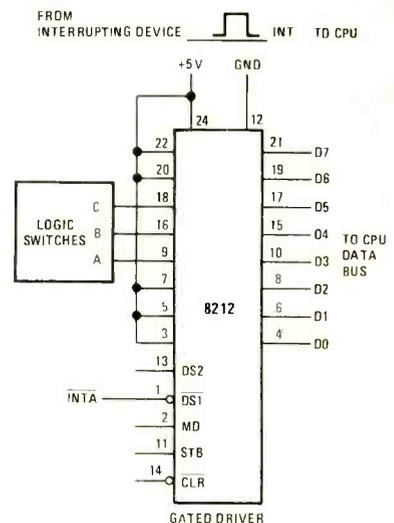 FROM
INTERRUPTING DEVICE INT TO CPU
+5V GND
24 12
22 21 D7
20 19 D6
C 18 17 D5
LOGIC
SWITCHES
B 16 15 D4
A 9 10 D3
TO CPU
DATA
BUS
7 8 D2
8212
5 6 D1
3 4 D0
13 DS2
INTA 1 DS1
2 MD
11 STB
14 CLR
GATED DRIVER